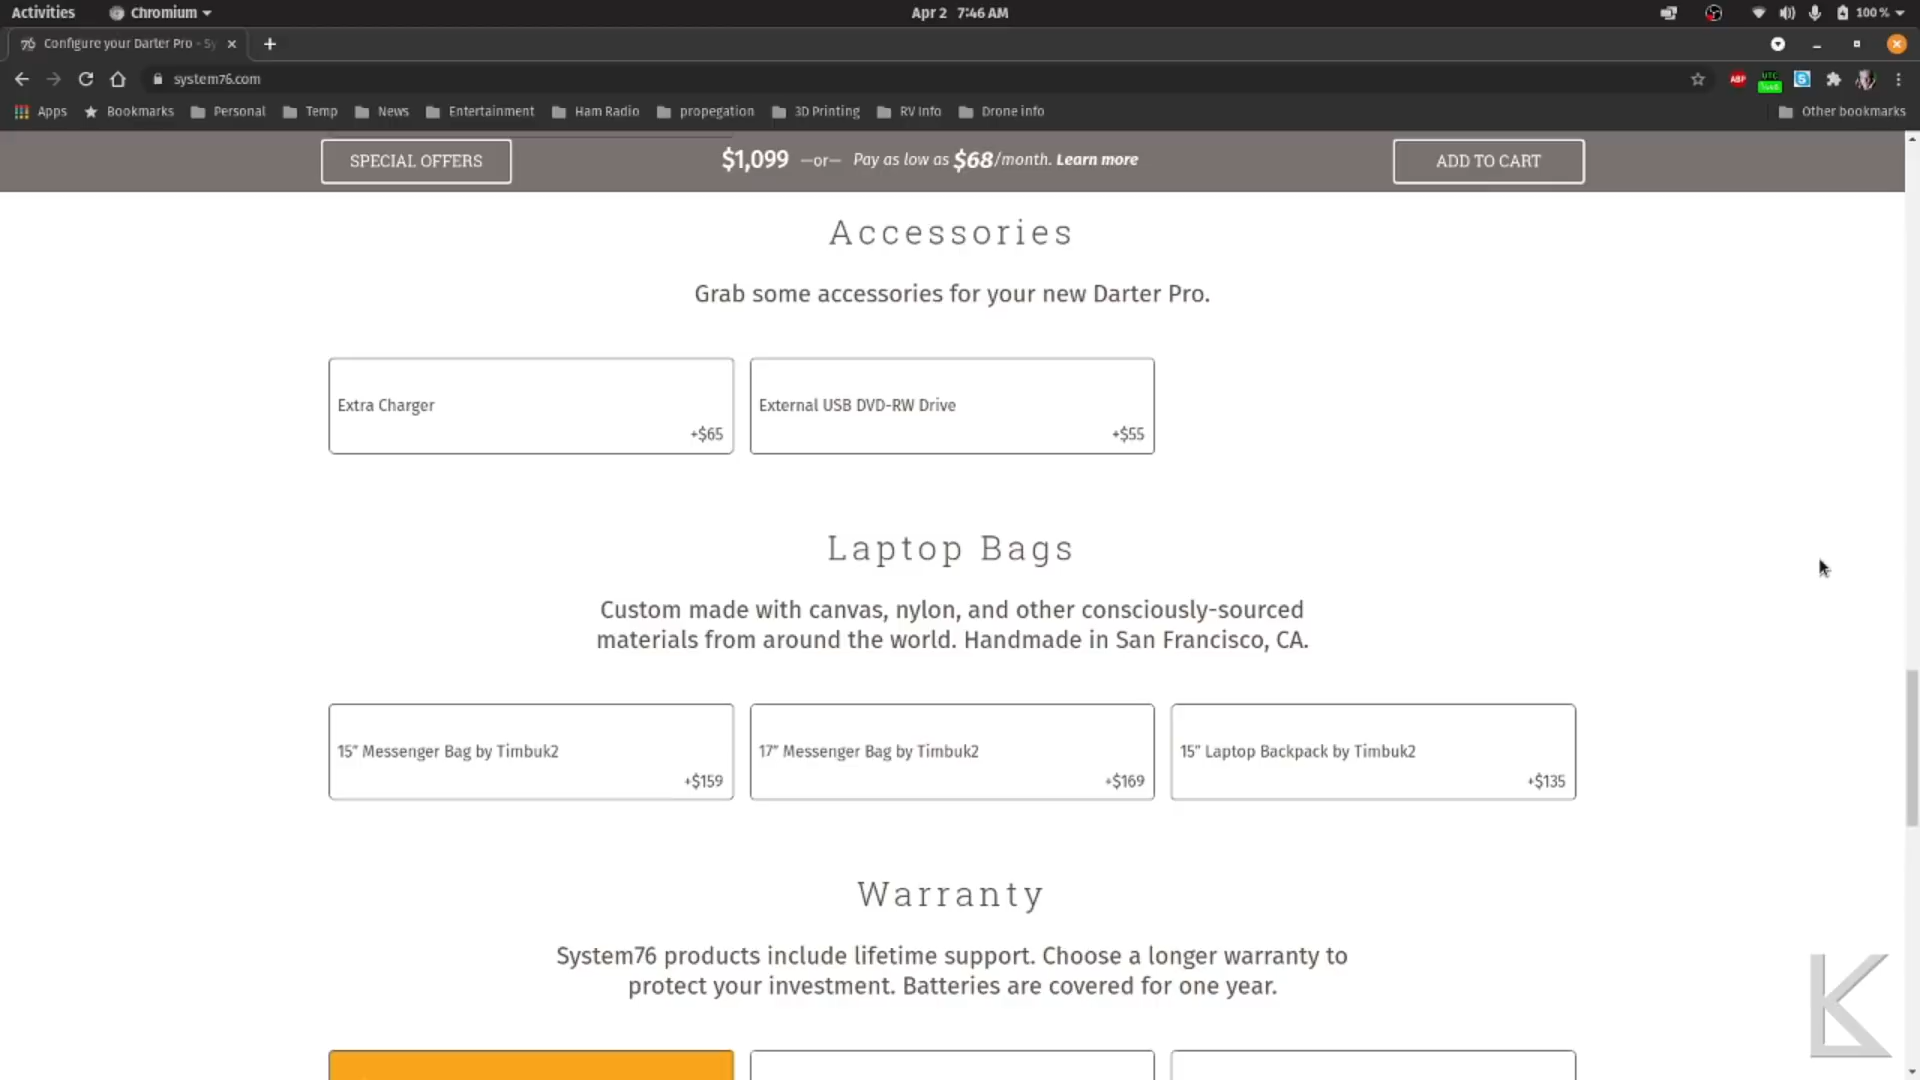 Activities
Chromium
Apr 2 7:46 AM
100 %
Configure your Darter Pro - Sy
system76.com
ABP
UTC
Apps
Bookmarks
Personal
Temp
News
Entertainment
Ham Radio
propegation
3D Printing
RV Info
Drone info
Other bookmarks
SPECIAL OFFERS
$1,099 —or— Pay as low as $68/month. Learn more
ADD TO CART
Accessories
Grab some accessories for your new Darter Pro.
Extra Charger
+$65
External USB DVD-RW Drive
+$55
Laptop Bags
Custom made with canvas, nylon, and other consciously-sourced
materials from around the world. Handmade in San Francisco, CA.
15” Messenger Bag by Timbuk2
+$159
17” Messenger Bag by Timbuk2
+$169
15” Laptop Backpack by Timbuk2
+$135
Warranty
System76 products include lifetime support. Choose a longer warranty to
protect your investment. Batteries are covered for one year.
K